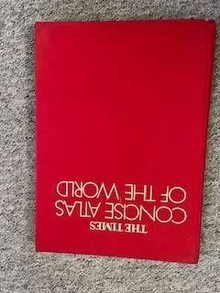 THE TIMES
CONCISE ATLAS
OF THE WORLD